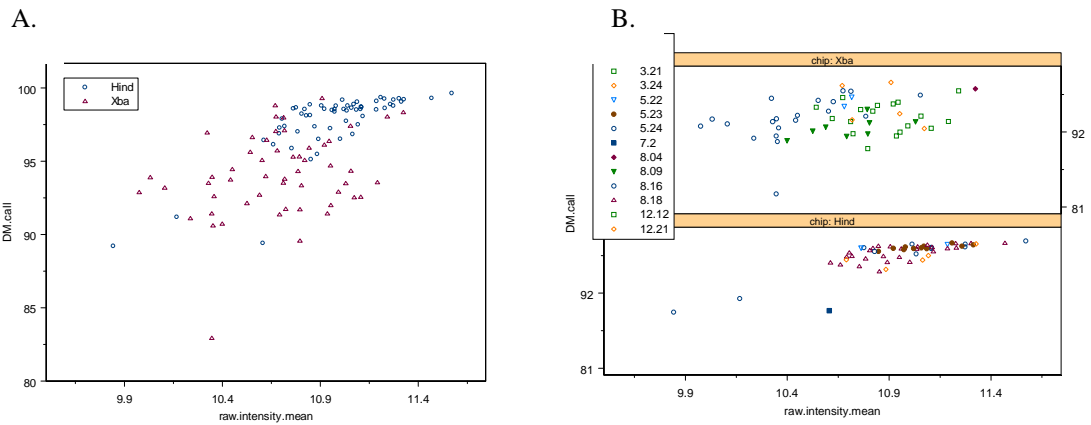 A.
B.
Hind
Xba
100
95
90
85
80
DM.call
9.9
10.4
10.9
11.4
raw.intensity.mean
3.21
3.24
5.22
5.23
5.24
7.2
8.04
8.09
8.16
8.18
12.12
12.21
chip: Xba
92
81
chip: Hind
92
81
DM.call
9.9
10.4
10.9
11.4
raw.intensity.mean